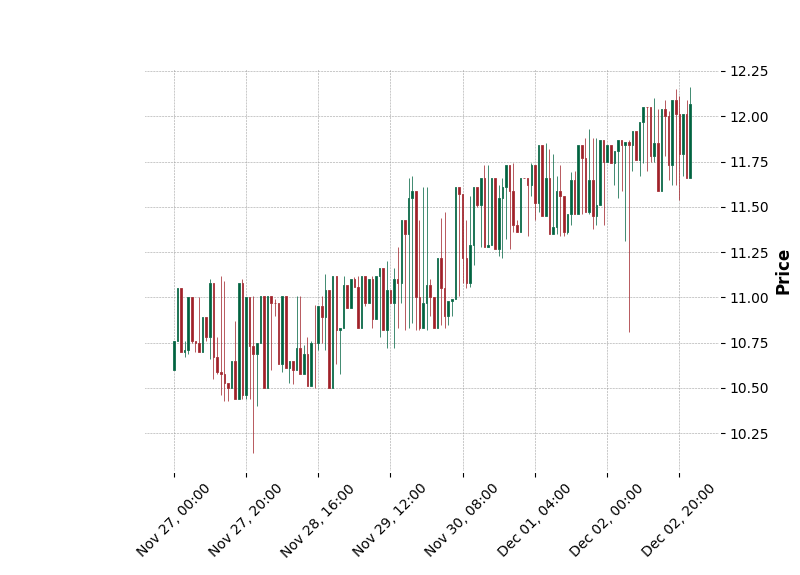 12.25
12.00
11.75
11.50
11.25
11.00
10.75
10.50
10.25
Price
Nov 27, 00:00
Nov 27, 20:00
Nov 28, 16:00
Nov 29, 12:00
Nov 30, 08:00
Dec 01, 04:00
Dec 02, 00:00
Dec 02, 20:00